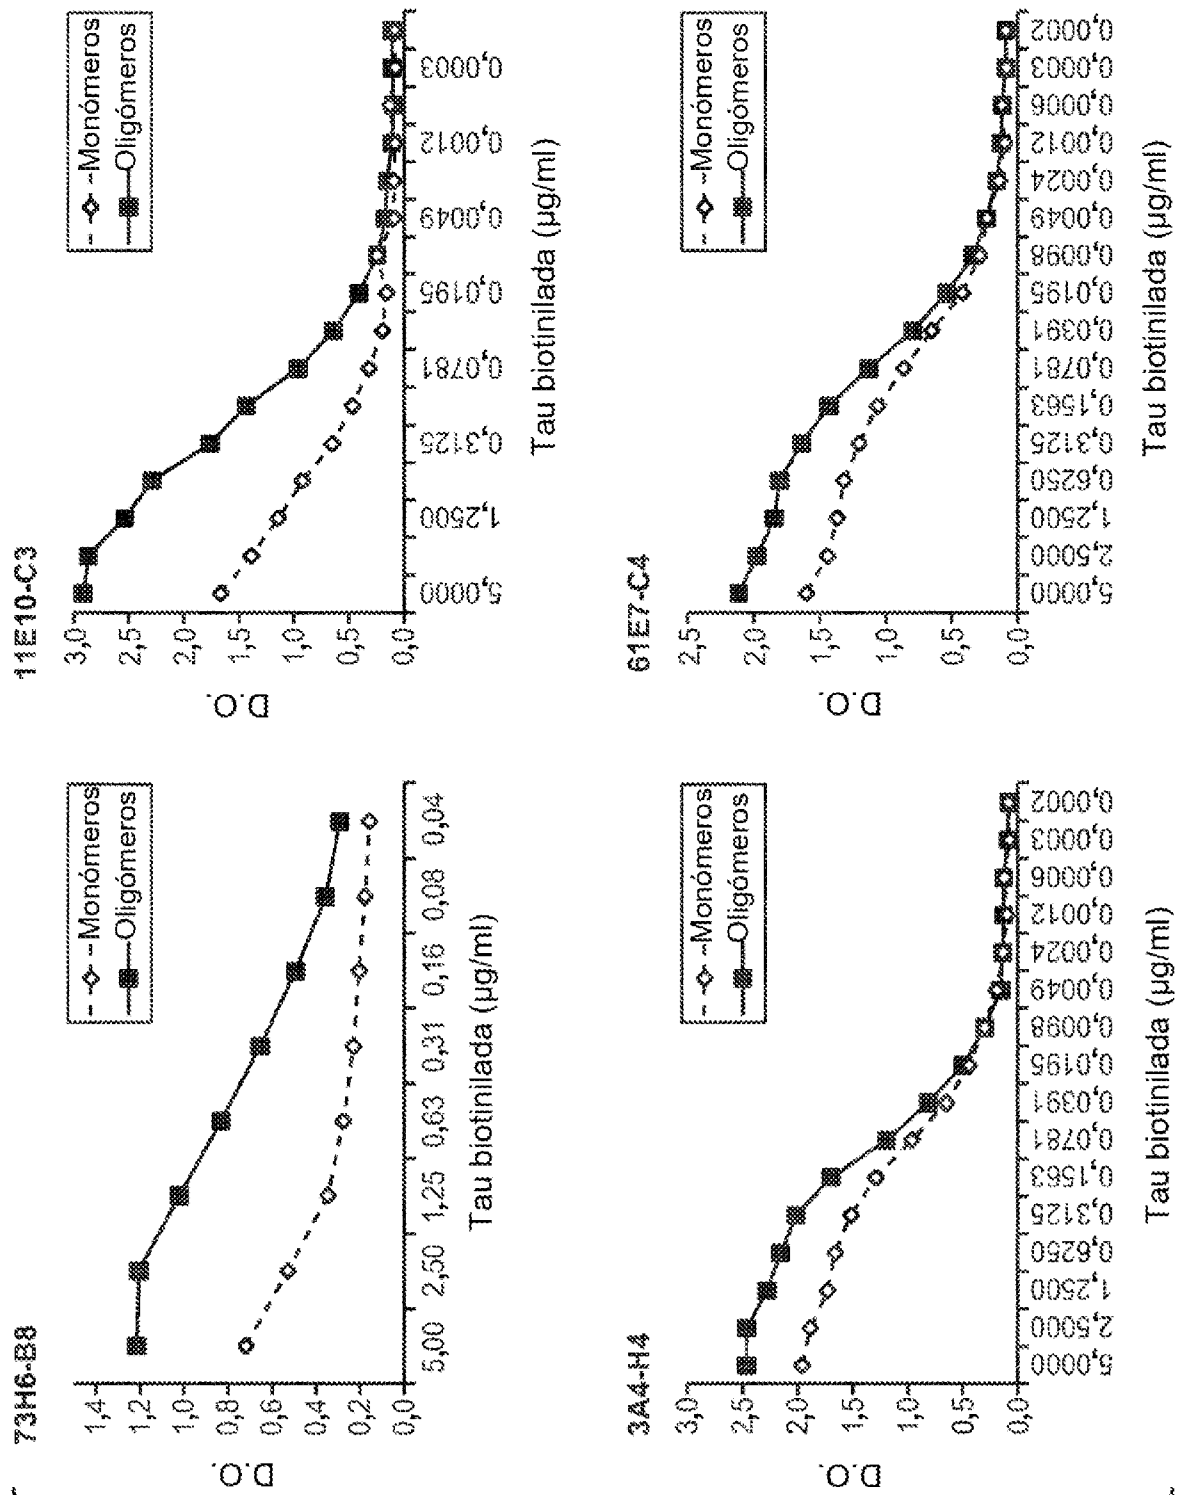 73H6-B8
D.O.
1,4
1,2
1,0
0,8
0,6
0,4
0,2
0,0
5,00 2,50 1,25 0,63 0,31 0,16 0,08 0,04
Tau biotinilada (µg/ml)
Monómeros
Oligómeros
11E10-C3
D.O.
3,0
2,5
2,0
1,5
1,0
0,5
0,0
5,0000 1,2500 0,3125 0,0781 0,0195 0,0049 0,0012 0,0003
Tau biotinilada (µg/ml)
Monómeros
Oligómeros
3A4-H4
D.O.
3,0
2,5
2,0
1,5
1,0
0,5
0,0
5,0000 2,5000 1,2500 0,6250 0,3125 0,1563 0,0781 0,0391 0,0195 0,0098 0,0049 0,0024 0,0012 0,0006 0,0003 0,0002
Tau biotinilada (µg/ml)
Monómeros
Oligómeros
61E7-C4
D.O.
2,5
2,0
1,5
1,0
0,5
0,0
5,0000 2,5000 1,2500 0,6250 0,3125 0,1563 0,0781 0,0391 0,0195 0,0098 0,0049 0,0024 0,0012 0,0006 0,0003 0,0002
Tau biotinilada (µg/ml)
Monómeros
Oligómeros